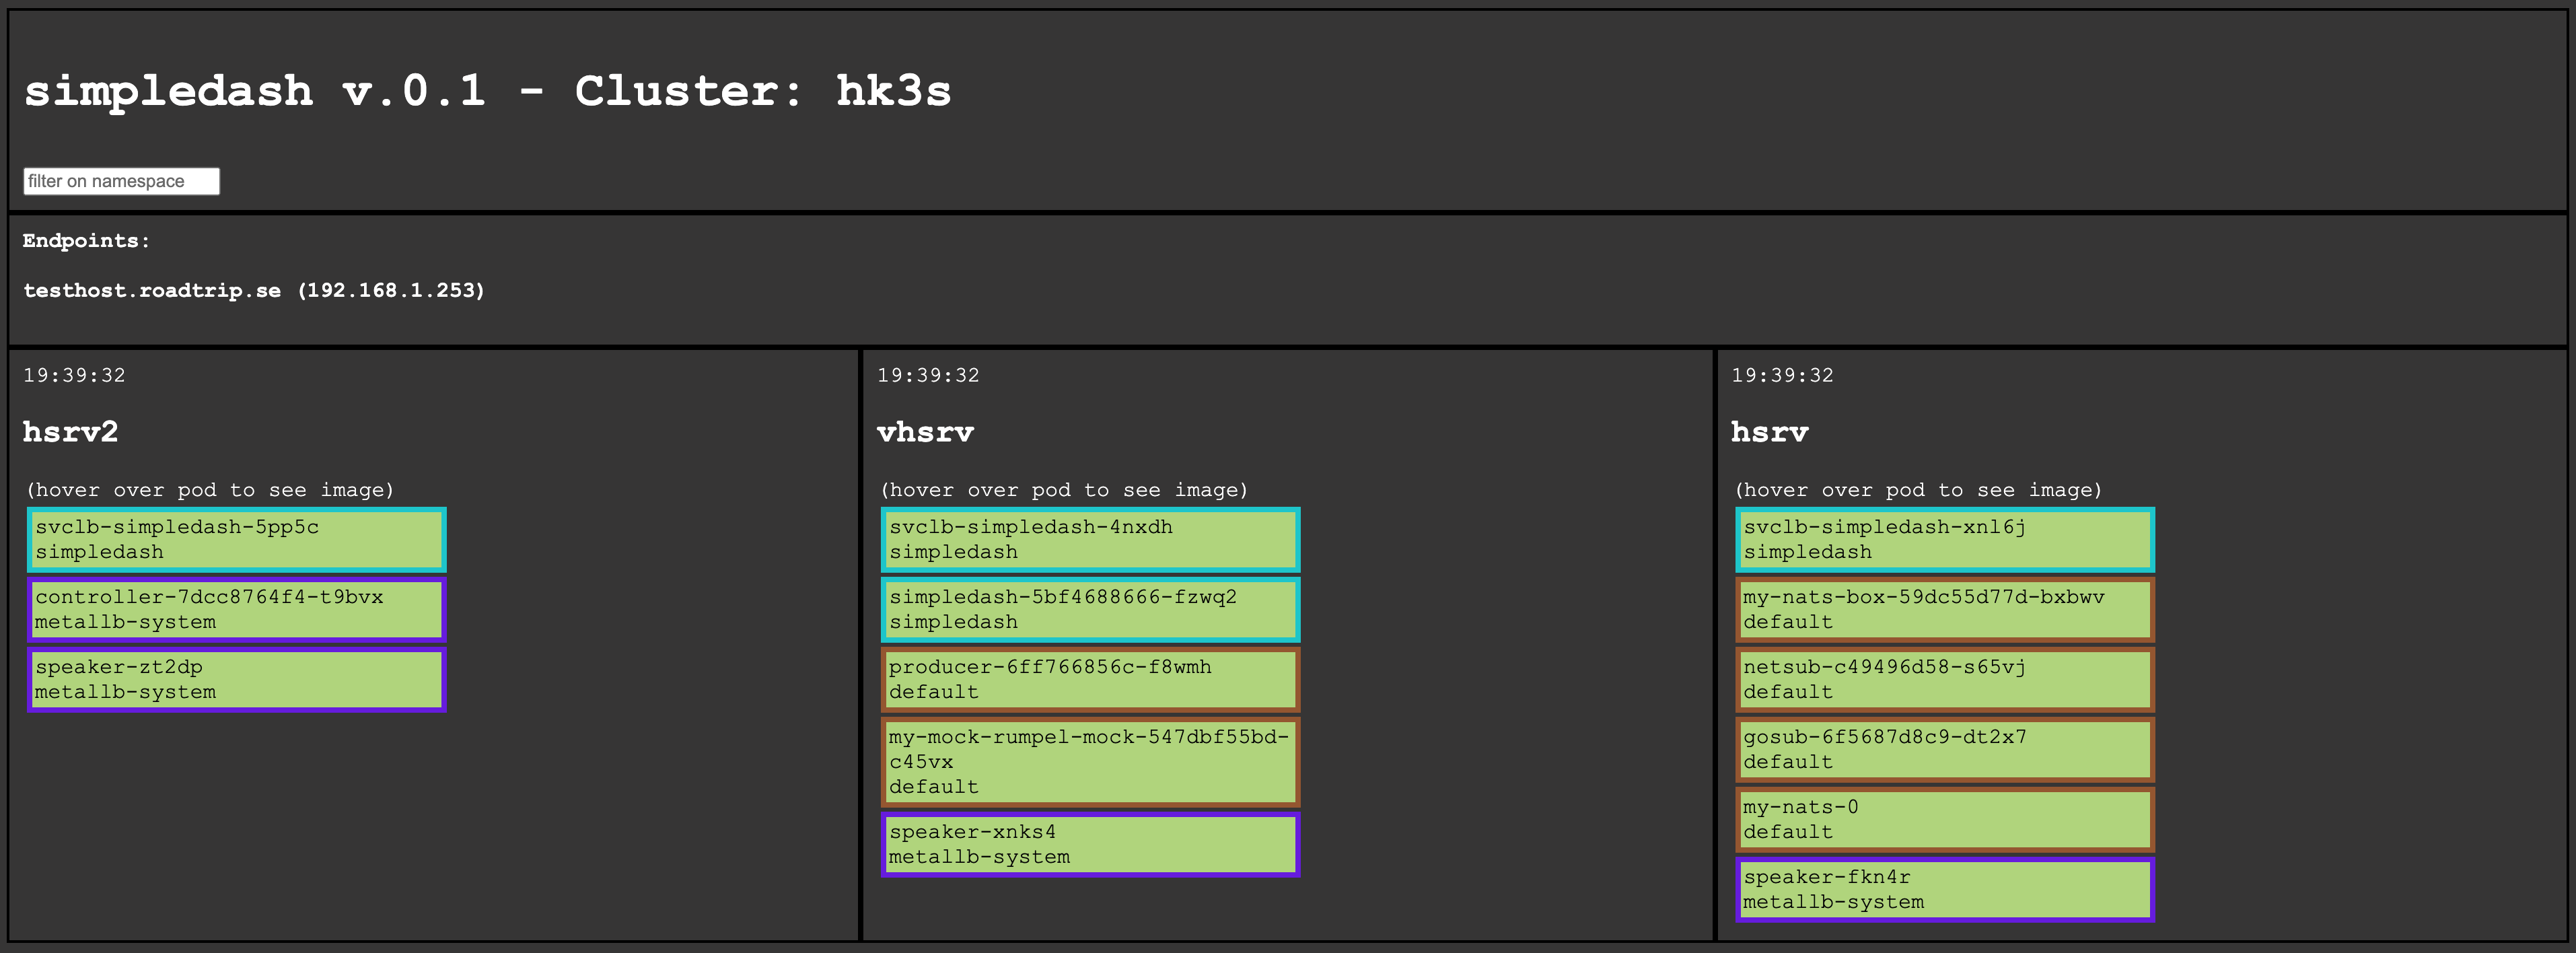 simpledash v.0.1 - Cluster: hk3s
filter on namespace
Endpoints:
testhost.roadtrip.se (192.168.1.253)
19:39:32
hsrv2
(hover over pod to see image)
svclb-simpledash-5pp5c
simpledash
controller-7dcc8764f4-t9bvx
metallb-system
speaker-zt2dp
metallb-system
19:39:32
vhsrv
(hover over pod to see image)
svclb-simpledash-4nxdh
simpledash
simpledash-5bf4688666-fzwq2
simpledash
producer-6ff766856c-f8wmh
default
my-mock-rumpel-mock-547dbf55bd-
c45vx
default
speaker-xnks4
metallb-system
19:39:32
hsrv
(hover over pod to see image)
svclb-simpledash-xnl6j
simpledash
my-nats-box-59dc55d77d-bxbwv
default
netsub-c49496d58-s65vj
default
gosub-6f5687d8c9-dt2x7
default
my-nats-0
default
speaker-fkn4r
metallb-system